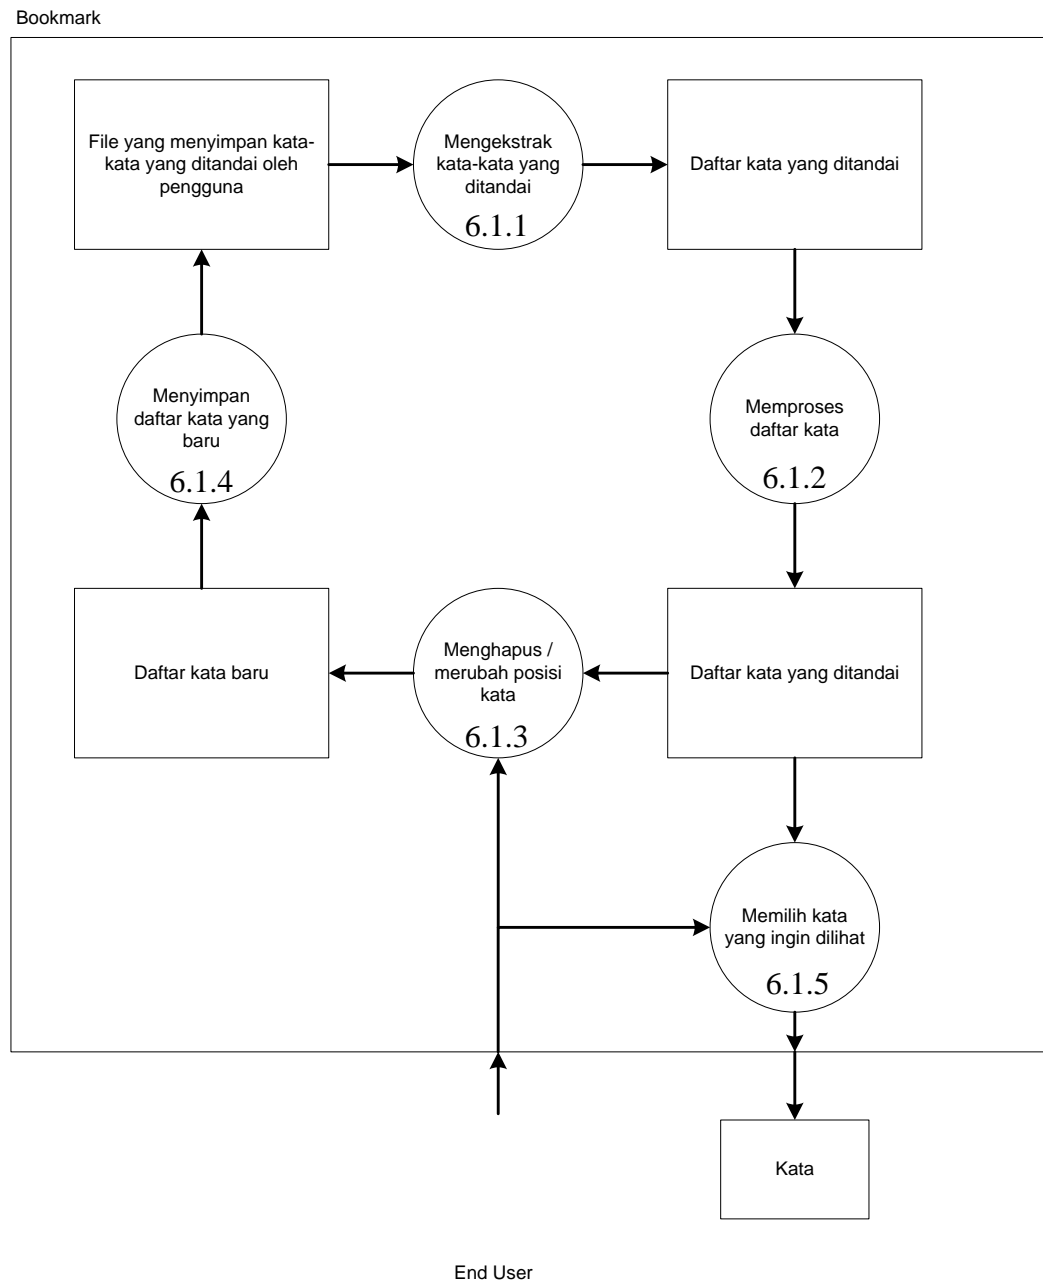 Bookmark
File yang menyimpan kata-
kata yang ditandai oleh
pengguna
Mengekstrak
kata-kata yang
ditandai
6.1.1
Daftar kata yang ditandai
Menyimpan
daftar kata yang
baru
6.1.4
Memproses
daftar kata
6.1.2
Daftar kata baru
Menghapus /
merubah posisi
kata
6.1.3
Daftar kata yang ditandai
Memilih kata
yang ingin dilihat
6.1.5
Kata
End User